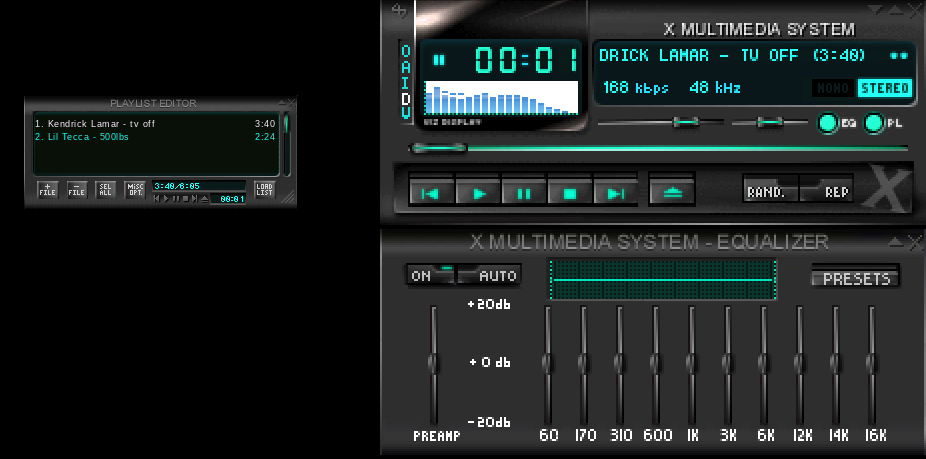 PLAYLIST EDITOR
1. Kendrick Lamar - tv off 3:40
2. Lil Tecca - 500lbs 2:24
+ FILE
- FILE
SEL ALL
MISC OPT.
3:40/6:05
00:01
LOAD LIST
X MULTIMEDIA SYSTEM
O
A
I
D
V
00:01
DRICK LAMAR - TV OFF (3:40)
168 kbps 48 kHz
MONO STEREO
VIZ DISPLAY
EQ PL
RAND. REP
X
X MULTIMEDIA SYSTEM - EQUALIZER
ON AUTO
PRESETS
+20db
+0 db
-20db
PREAMP 60 170 310 600 1K 3K 6K 12K 14K 16K